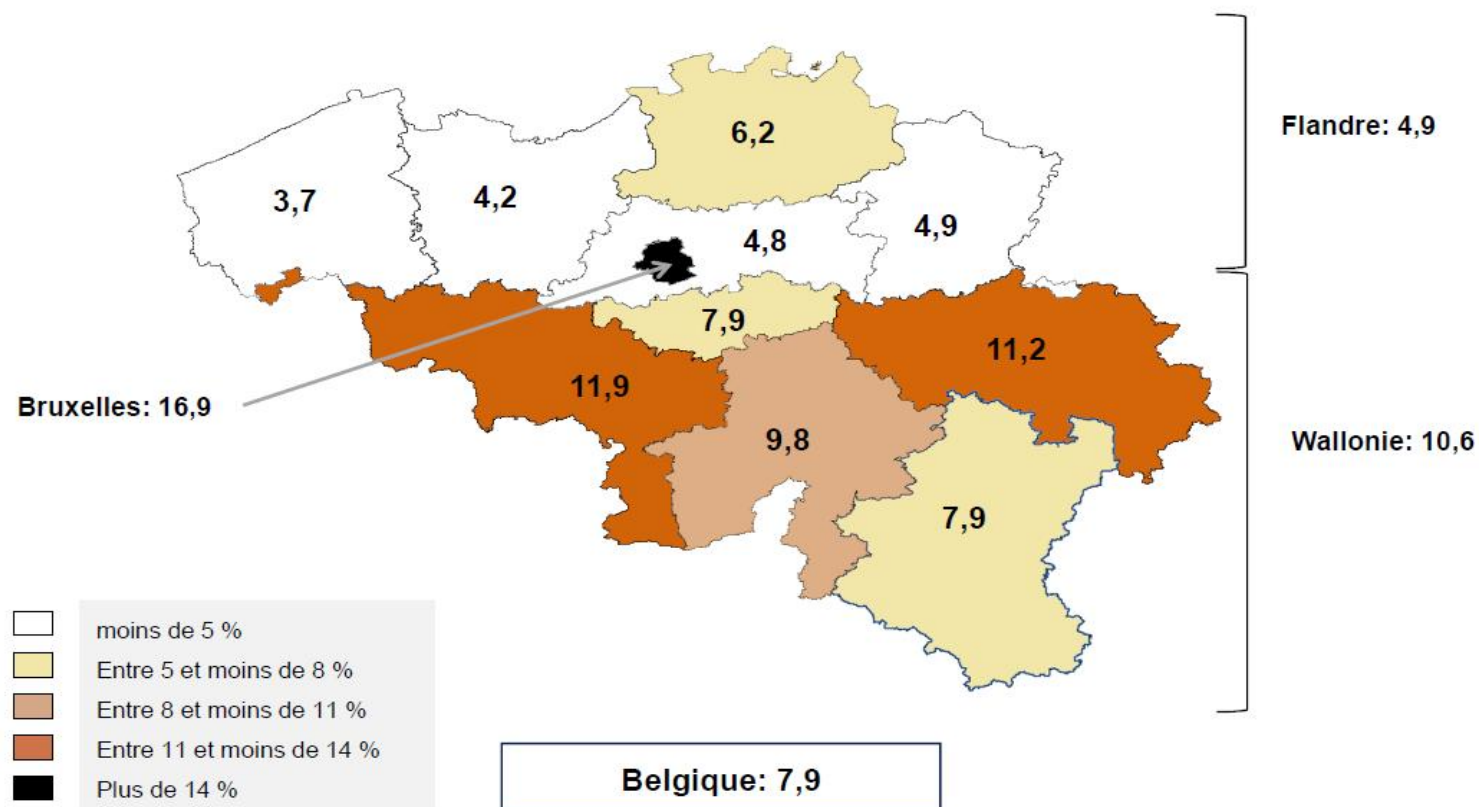 6,2
Flandre: 4,9
3,7
4,2
4,9
4,8
7,9
11,2
11,9
Bruxelles: 16,9
9,8
Wallonie: 10,6
7,9
moins de 5 %
Entre 5 et moins de 8 %
Entre 8 et moins de 11 %
Entre 11 et moins de 14 %
Plus de 14 %
Belgique: 7,9